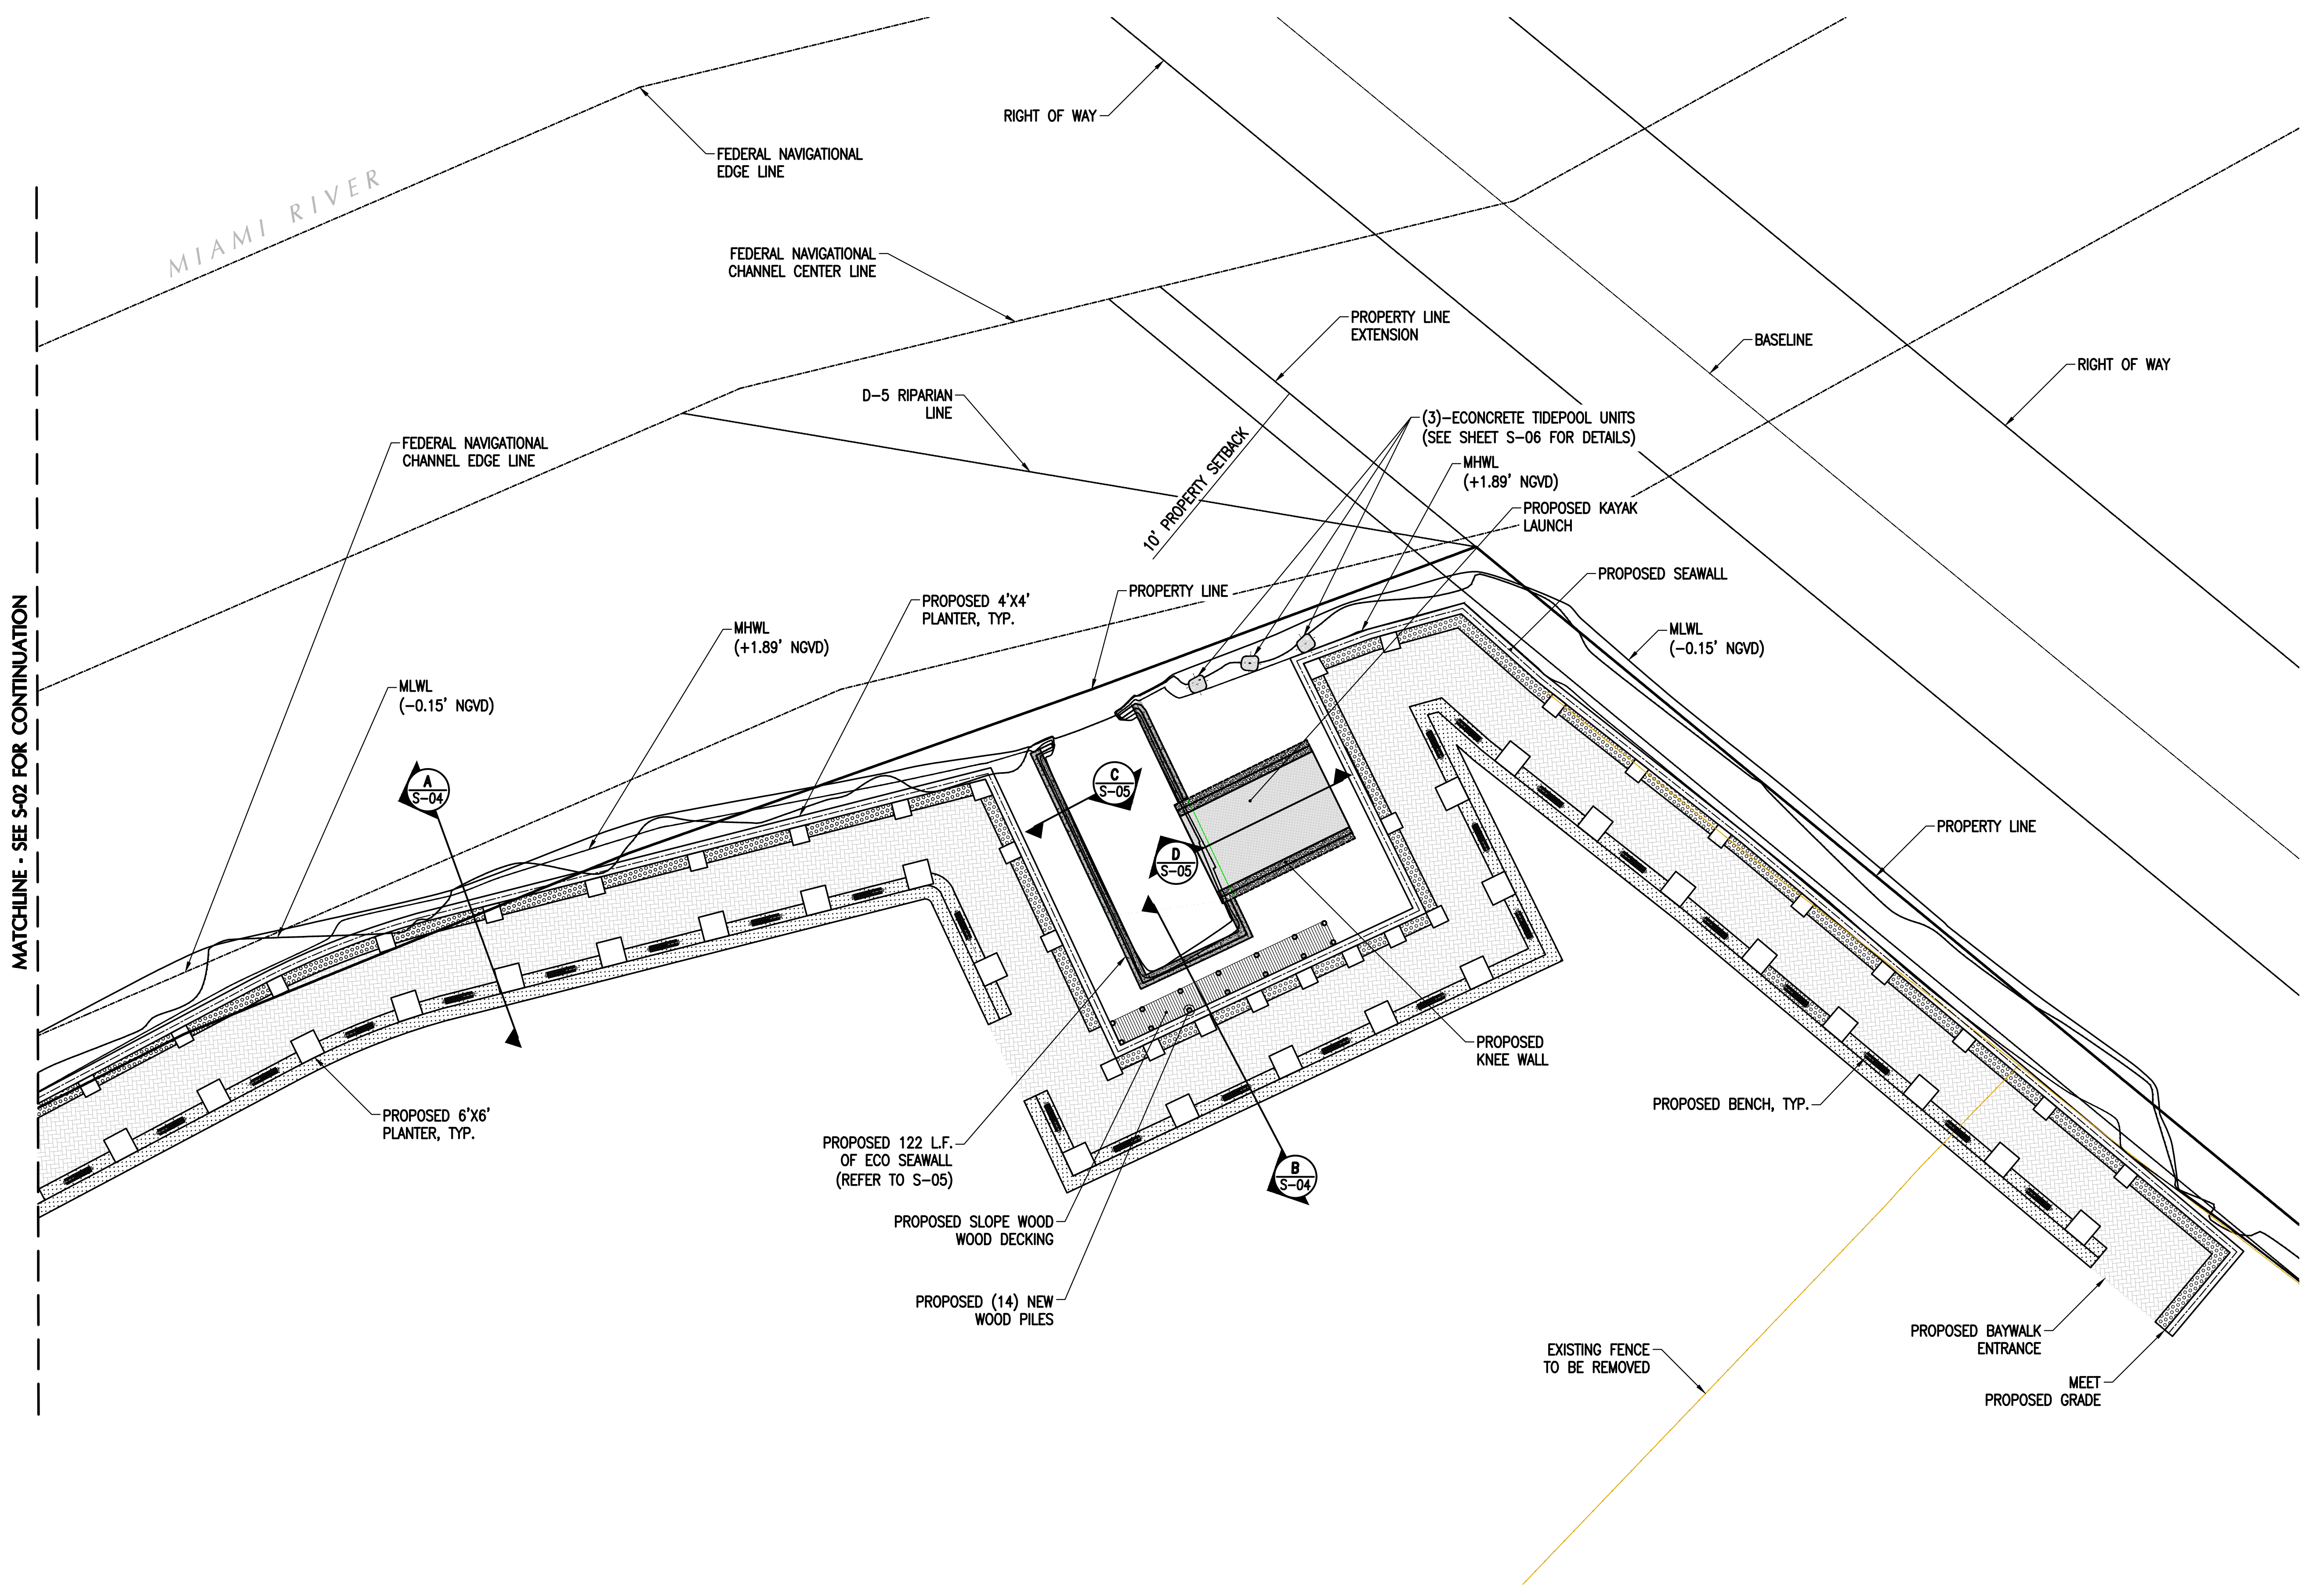 RIGHT OF WAY
FEDERAL NAVIGATIONAL
EDGE LINE
MIAMI RIVER
FEDERAL NAVIGATIONAL
CHANNEL CENTER LINE
PROPERTY LINE
EXTENSION
BASELINE
RIGHT OF WAY
D-5 RIPARIAN
LINE
(3)-ECONCRETE TIDEPOOL UNITS
(SEE SHEET S-06 FOR DETAILS)
FEDERAL NAVIGATIONAL
CHANNEL EDGE LINE
10' PROPERTY SETBACK
MHWL
(+1.89' NGVD)
PROPOSED KAYAK
LAUNCH
PROPOSED SEAWALL
PROPERTY LINE
PROPOSED 4'X4'
PLANTER, TYP.
MHWL
(+1.89' NGVD)
MLWL
(-0.15' NGVD)
MLWL
(-0.15' NGVD)
MATCHLINE - SEE S-02 FOR CONTINUATION
A
S-04
C
S-05
D
S-05
PROPERTY LINE
PROPOSED
KNEE WALL
PROPOSED BENCH, TYP.
PROPOSED 6'X6'
PLANTER, TYP.
PROPOSED 122 L.F.
OF ECO SEAWALL
(REFER TO S-05)
B
S-04
PROPOSED SLOPE WOOD
WOOD DECKING
PROPOSED (14) NEW
WOOD PILES
PROPOSED BAYWALK
ENTRANCE
EXISTING FENCE
TO BE REMOVED
MEET
PROPOSED GRADE